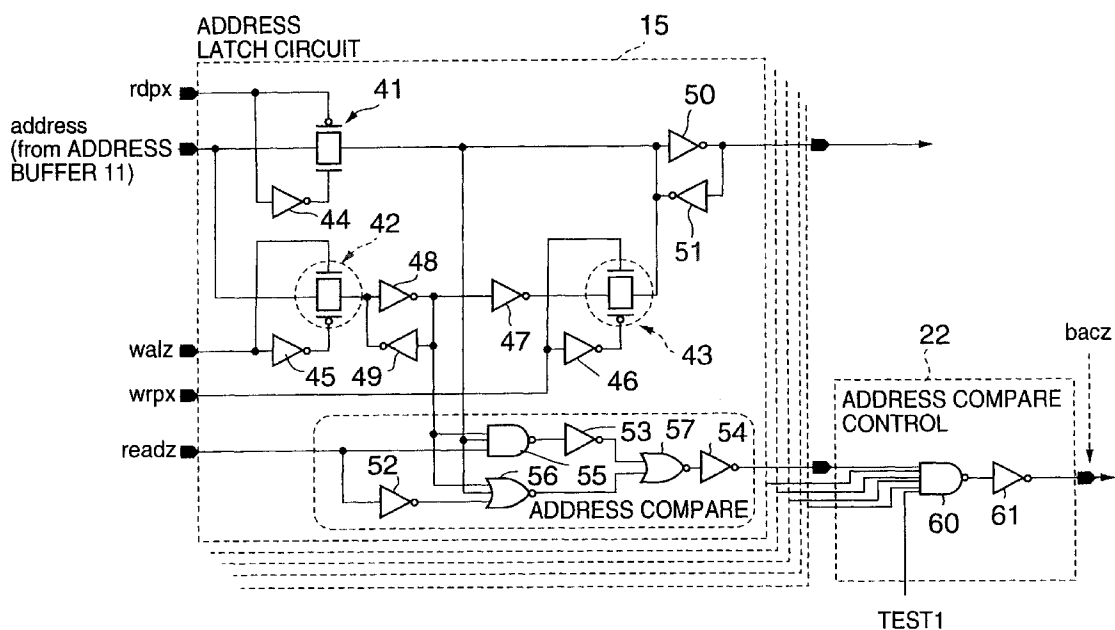 ADDRESS
LATCH CIRCUIT
15
rdpx
41
50
address
(from ADDRESS
BUFFER 11)
44
42
51
48
47
43
walz
45
49
46
22
bacz
wrpx
ADDRESS COMPARE
CONTROL
readz
53
57
54
52
56
55
ADDRESS COMPARE
60
61
TEST1